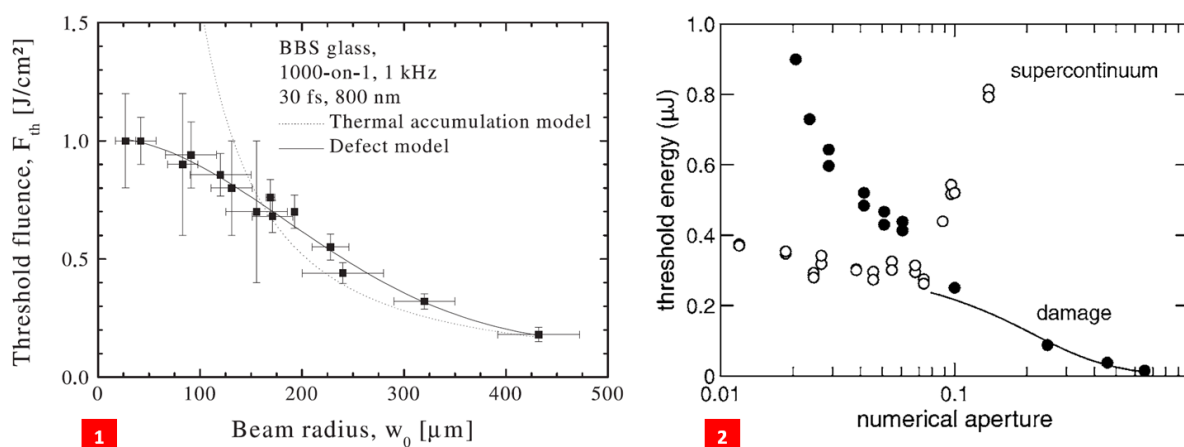 1.5
1.0
0.5
0.0
0
100
200
300
400
500
Threshold fluence, F_th [J/cm²]
BBS glass,
1000-on-1, 1 kHz
30 fs, 800 nm
Thermal accumulation model
Defect model
Beam radius, w_0 [µm]
1
1
0.8
0.6
0.4
0.2
0
0.01
0.1
threshold energy (µJ)
supercontinuum
damage
numerical aperture
2